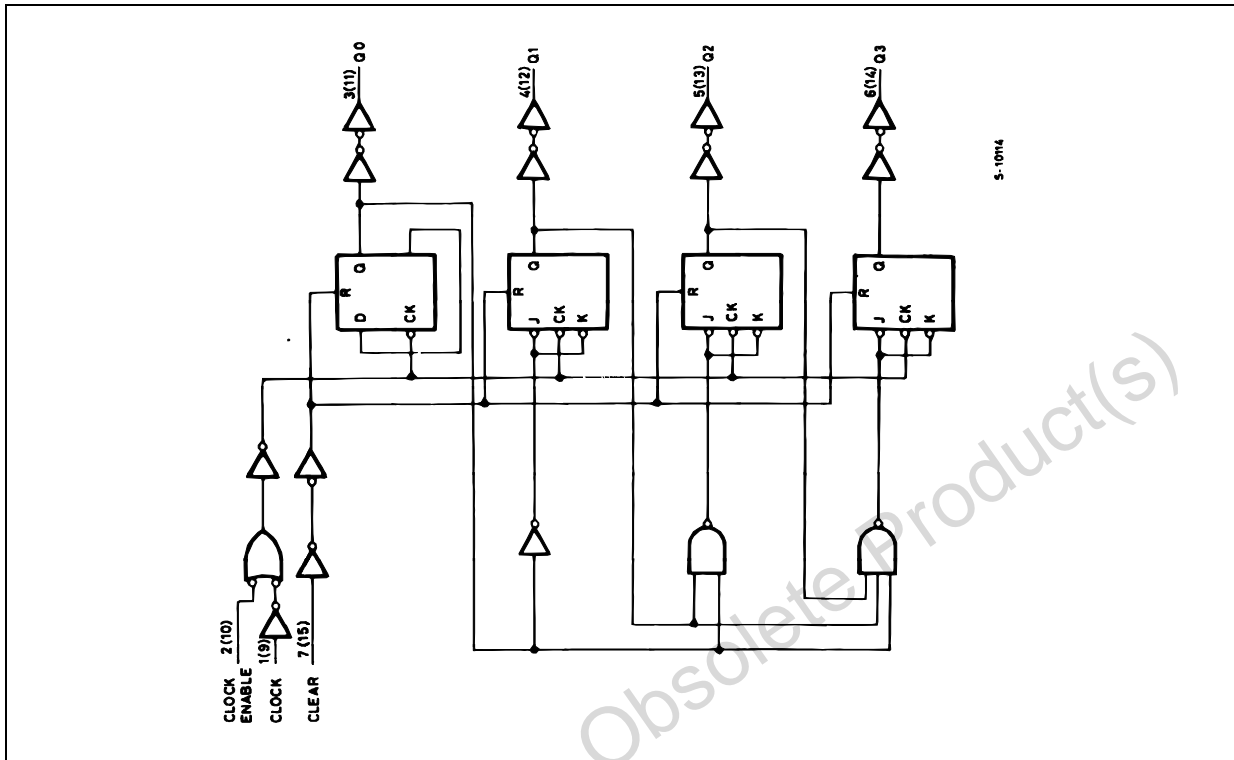 3(11) Q0
4(12) Q1
5(13) Q2
6(14) Q3
S-10114
Q
R
D
CK
Q
R
J
CK
K
Q
R
J
CK
K
Q
R
J
CK
K
2(10)
CLOCK
ENABLE
1(9)
CLOCK
7(15)
CLEAR
Obsolete Product(s)